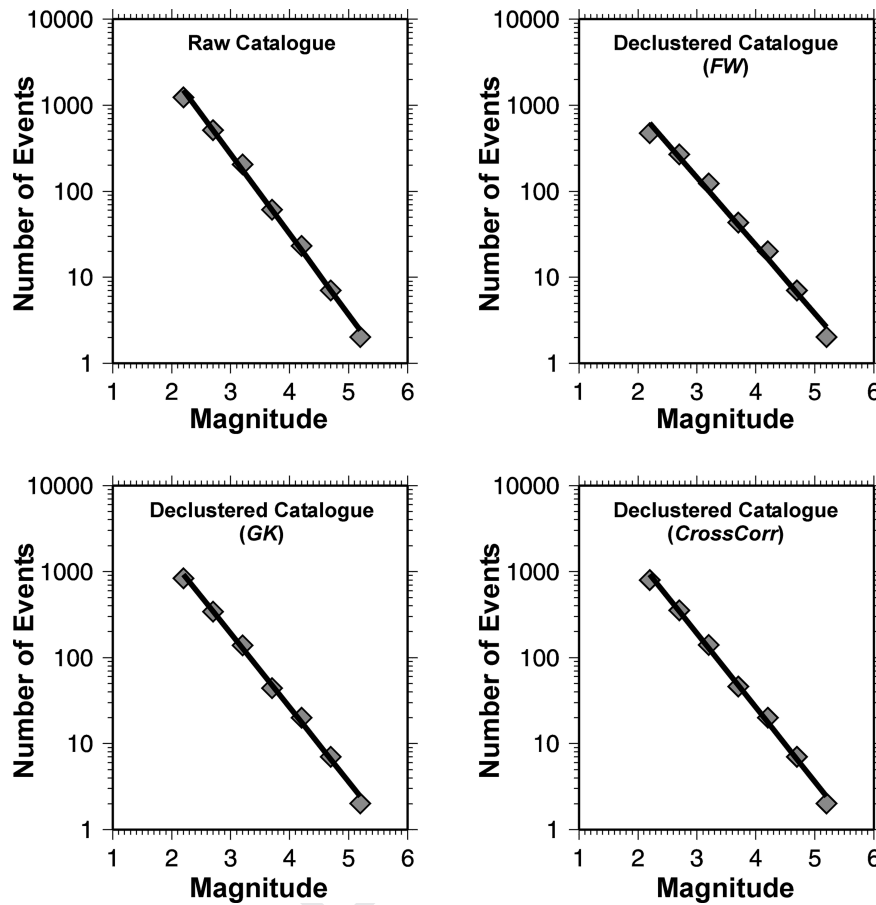 Raw Catalogue
10000
1000
100
10
1
Number of Events
1 2 3 4 5 6
Magnitude
Declustered Catalogue
(FW)
10000
1000
100
10
1
Number of Events
1 2 3 4 5 6
Magnitude
Declustered Catalogue
(GK)
10000
1000
100
10
1
Number of Events
1 2 3 4 5 6
Magnitude
Declustered Catalogue
(CrossCorr)
10000
1000
100
10
1
Number of Events
1 2 3 4 5 6
Magnitude